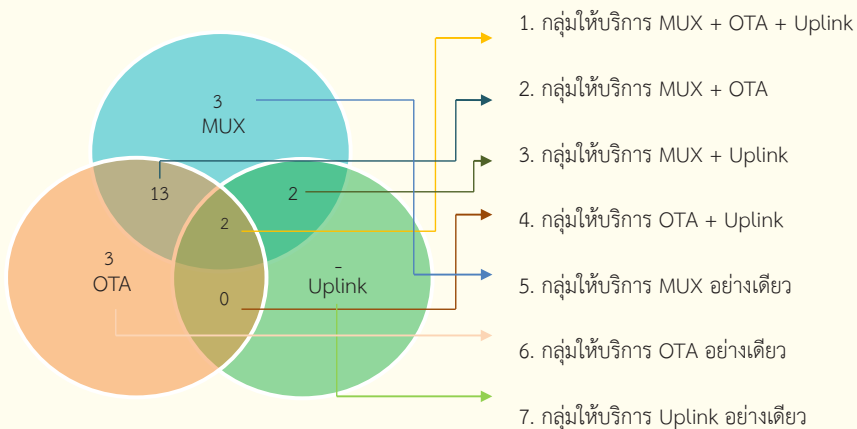 3
MUX
13
2
2
3
OTA
-
Uplink
0
1. กลุ่มให้บริการ MUX + OTA + Uplink
2. กลุ่มให้บริการ MUX + OTA
3. กลุ่มให้บริการ MUX + Uplink
4. กลุ่มให้บริการ OTA + Uplink
5. กลุ่มให้บริการ MUX อย่างเดียว
6. กลุ่มให้บริการ OTA อย่างเดียว
7. กลุ่มให้บริการ Uplink อย่างเดียว